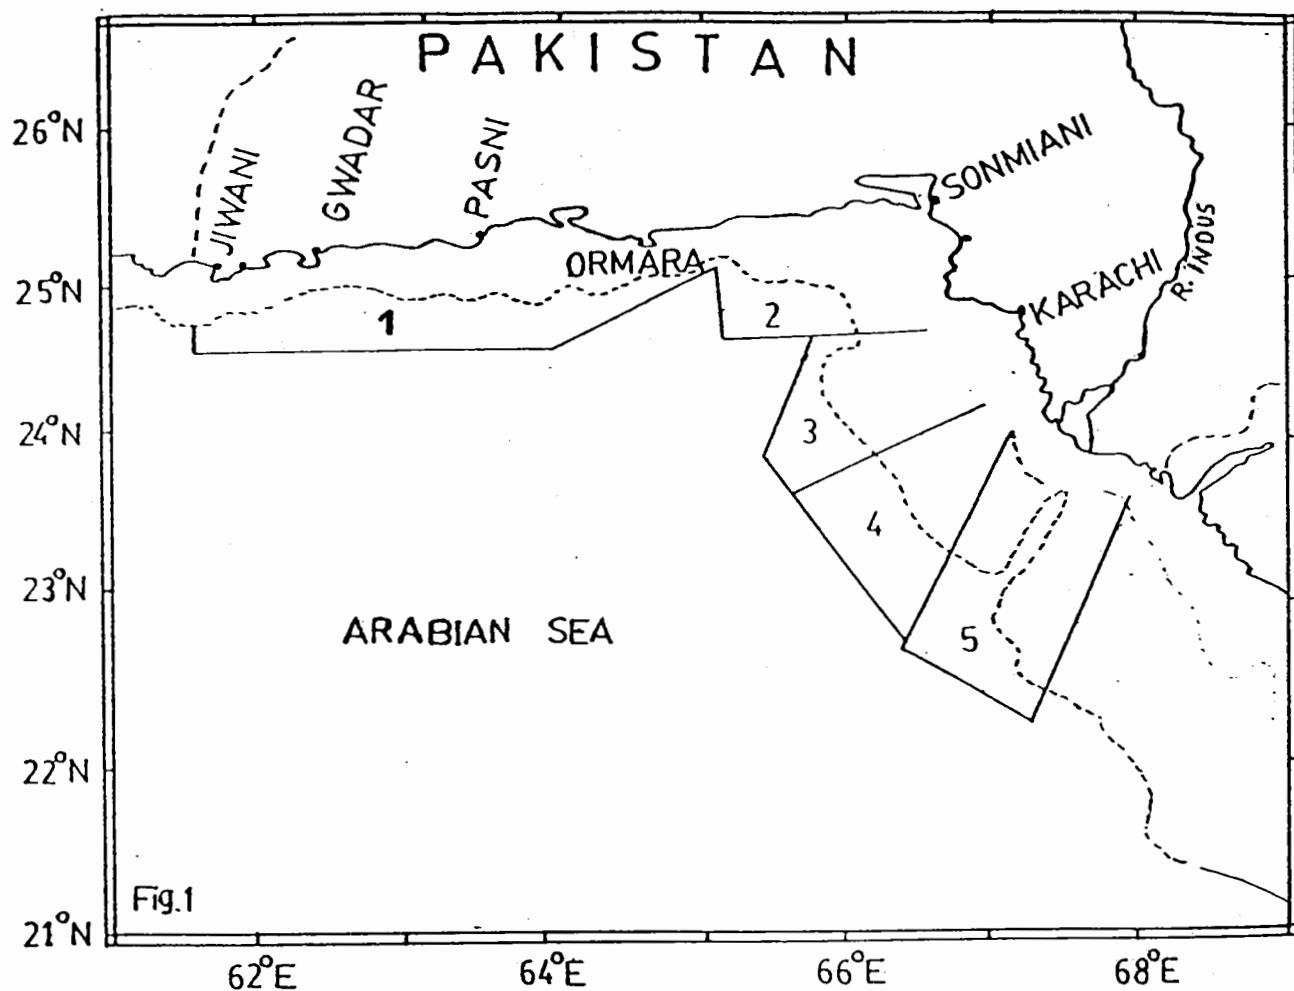 PAKISTAN
26°N
JIWANI
GWADAR
PASNI
SONMIANI
R. INDUS
ORMARA
KARACHI
25°N
1
2
24°N
3
4
23°N
ARABIAN SEA
5
22°N
Fig.1
21°N
62°E
64°E
66°E
68°E